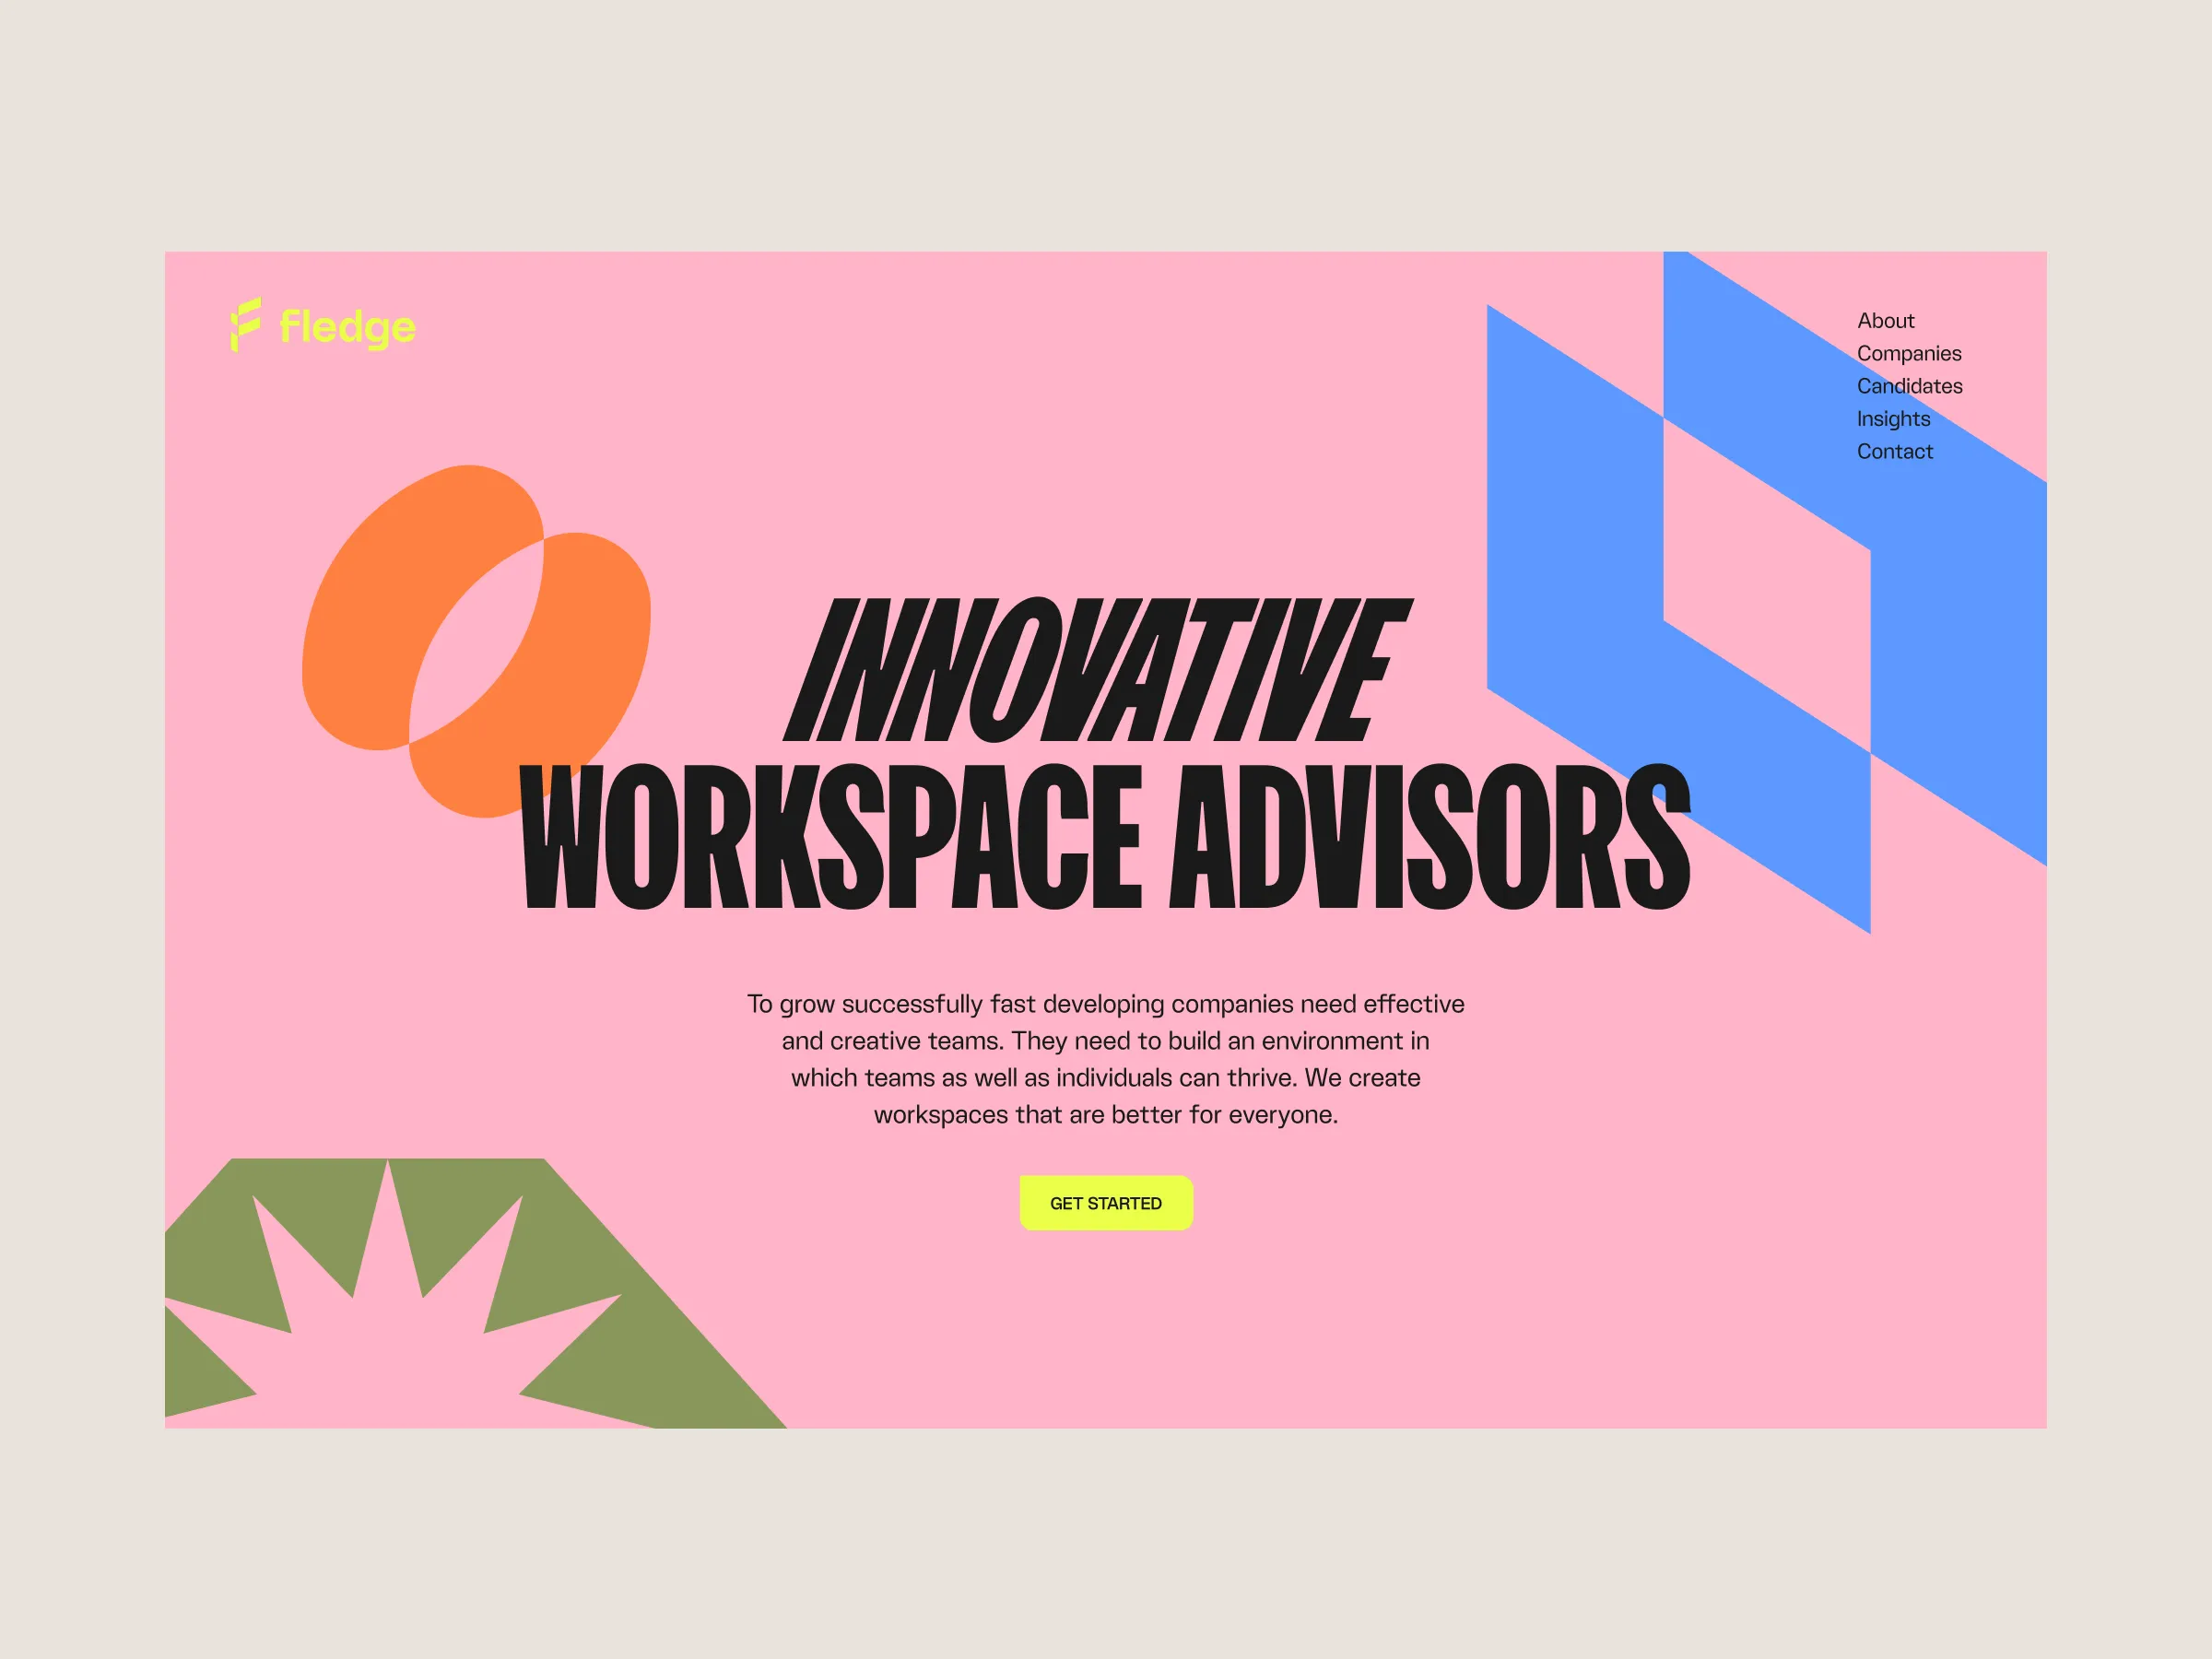 fledge
About
Companies
Candidates
Insights
Contact
INNOVATIVE
WORKSPACE ADVISORS
To grow successfully fast developing companies need effective
and creative teams. They need to build an environment in
which teams as well as individuals can thrive. We create
workspaces that are better for everyone.
GET STARTED